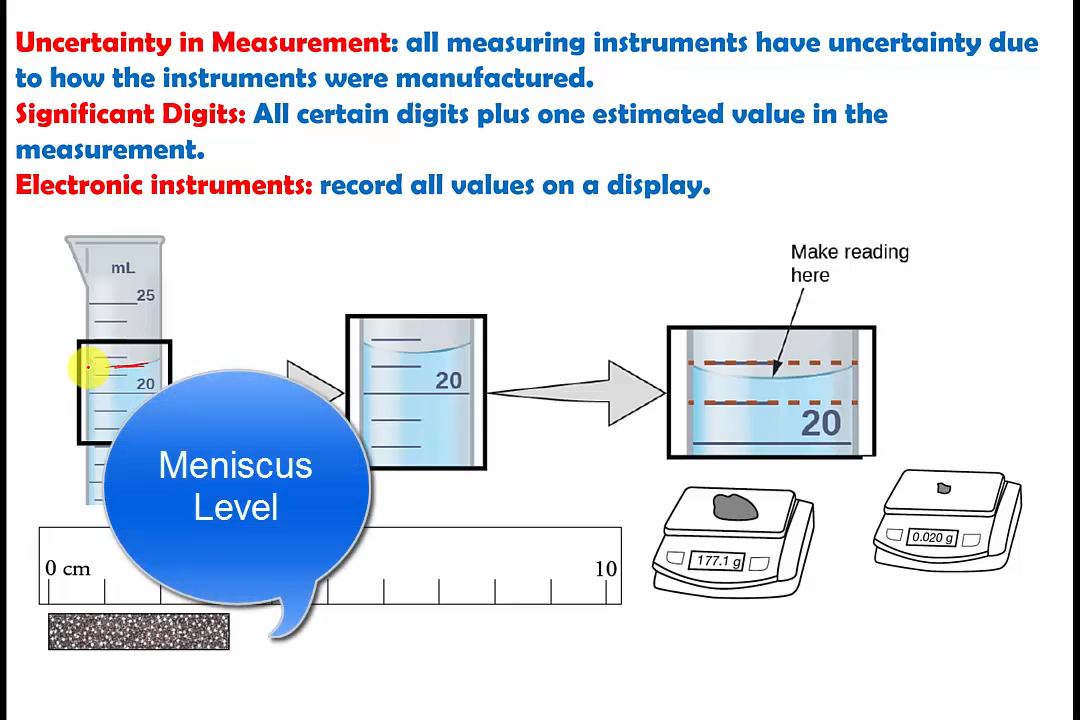 Uncertainty in Measurement: all measuring instruments have uncertainty due
to how the instruments were manufactured.
Significant Digits: All certain digits plus one estimated value in the
measurement.
Electronic instruments: record all values on a display.
mL
25
20
20
Make reading
here
20
Meniscus
Level
0 cm
10
177.1 g
0.020 g